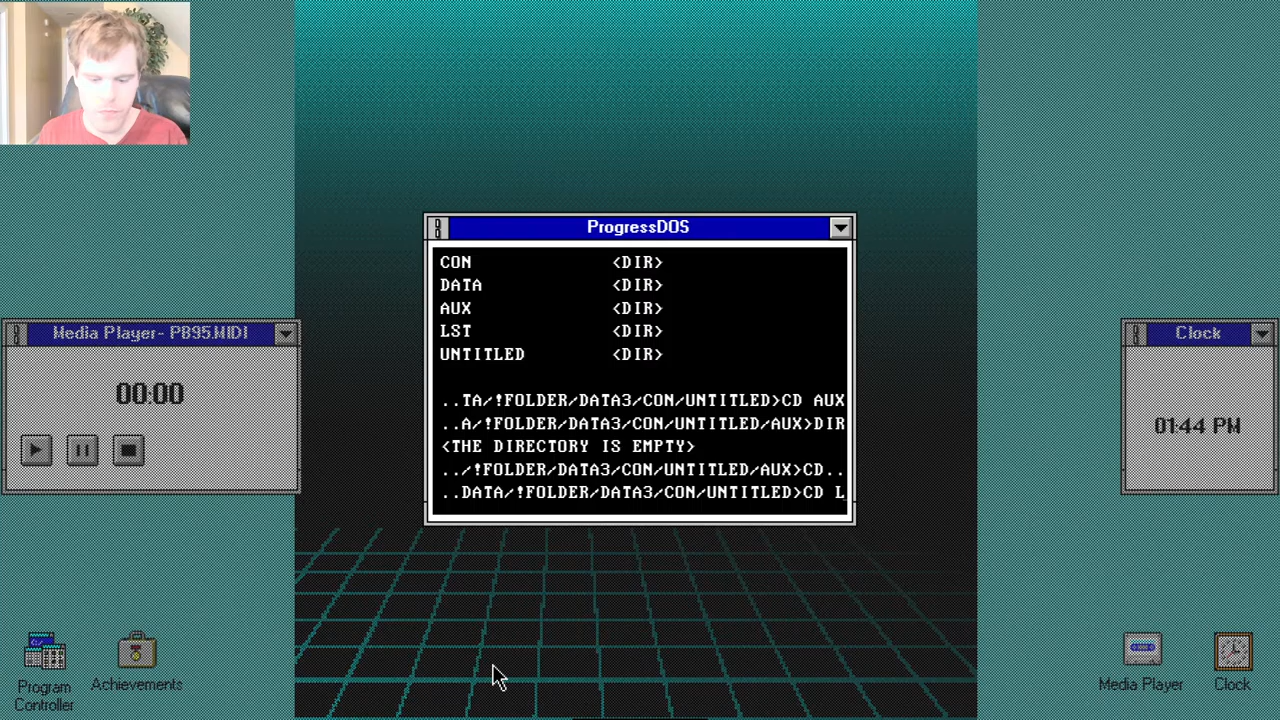 ProgressDOS
CON <DIR>
DATA <DIR>
AUX <DIR>
LST <DIR>
UNTITLED <DIR>
..TA/!FOLDER/DATA3/CON/UNTITLED>CD AUX
..A/!FOLDER/DATA3/CON/UNTITLED/AUX>DIR
<THE DIRECTORY IS EMPTY>
../!FOLDER/DATA3/CON/UNTITLED/AUX>CD..
..DATA/!FOLDER/DATA3/CON/UNTITLED>CD L_
Media Player- PB95.MIDI
00:00
Clock
01:44 PM
Program
Controller
Achievements
Media Player
Clock